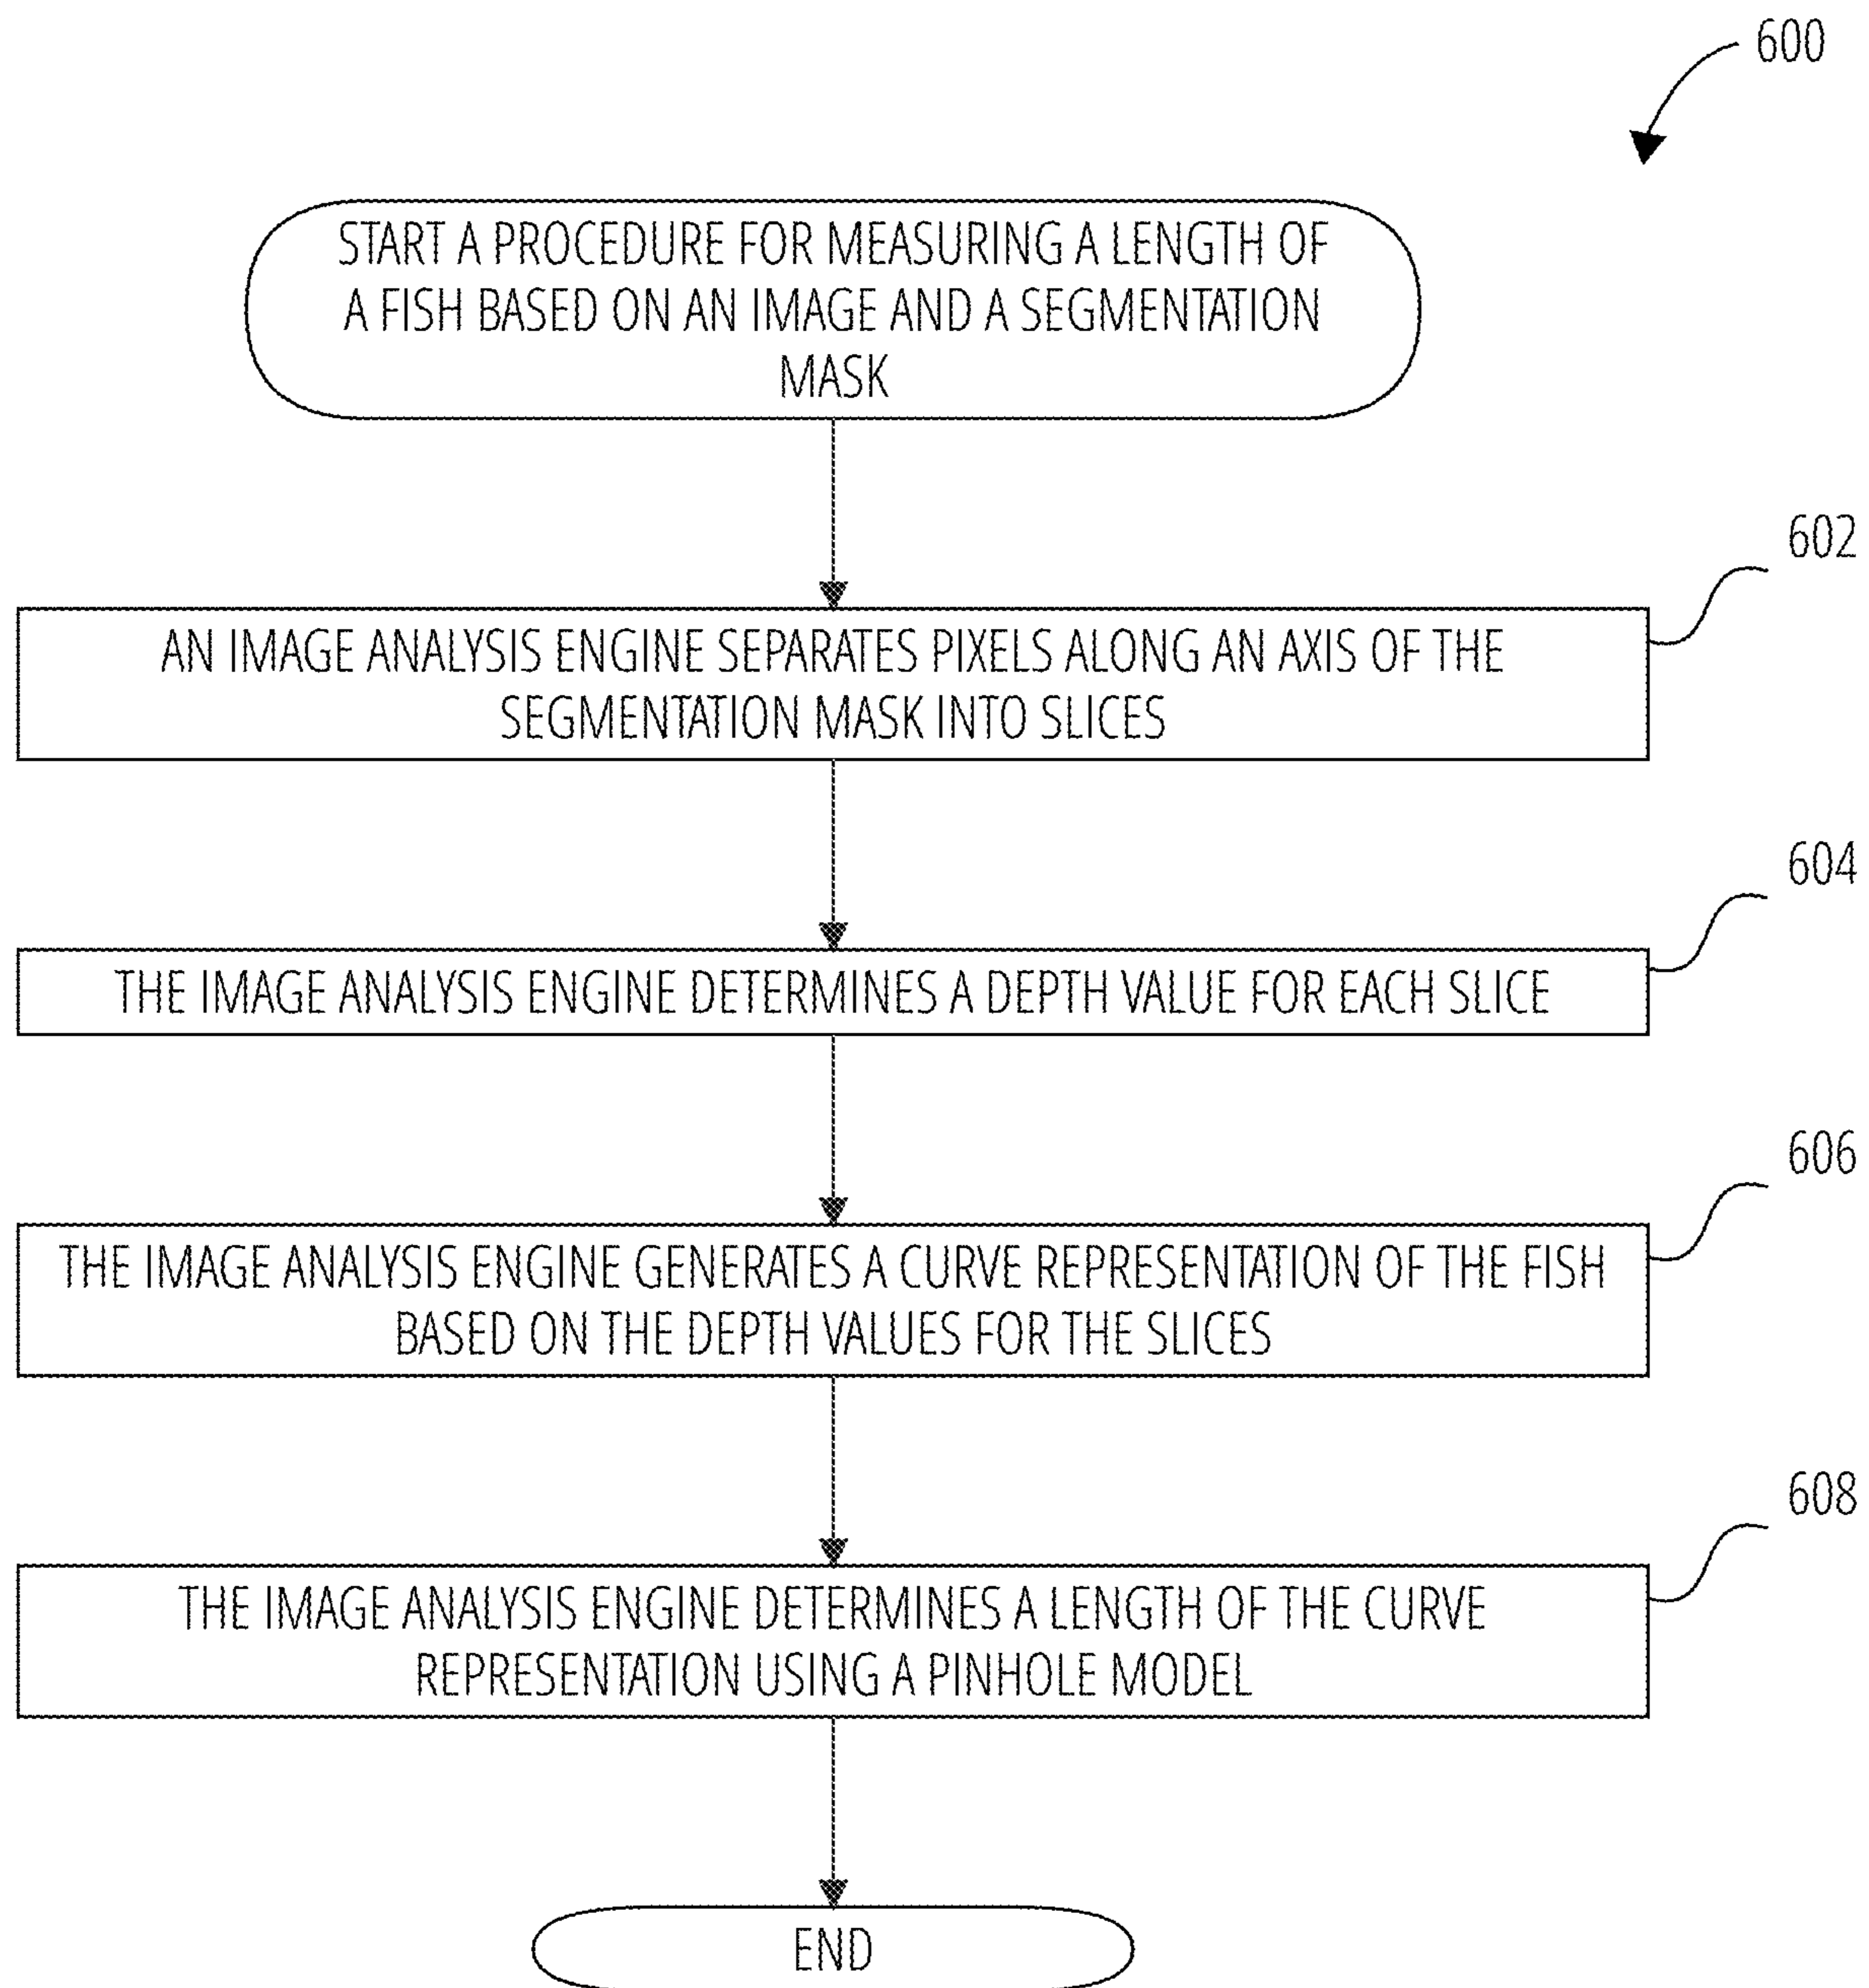 600
START A PROCEDURE FOR MEASURING A LENGTH OF
A FISH BASED ON AN IMAGE AND A SEGMENTATION
MASK
602
AN IMAGE ANALYSIS ENGINE SEPARATES PIXELS ALONG AN AXIS OF THE
SEGMENTATION MASK INTO SLICES
604
THE IMAGE ANALYSIS ENGINE DETERMINES A DEPTH VALUE FOR EACH SLICE
606
THE IMAGE ANALYSIS ENGINE GENERATES A CURVE REPRESENTATION OF THE FISH
BASED ON THE DEPTH VALUES FOR THE SLICES
608
THE IMAGE ANALYSIS ENGINE DETERMINES A LENGTH OF THE CURVE
REPRESENTATION USING A PINHOLE MODEL
END